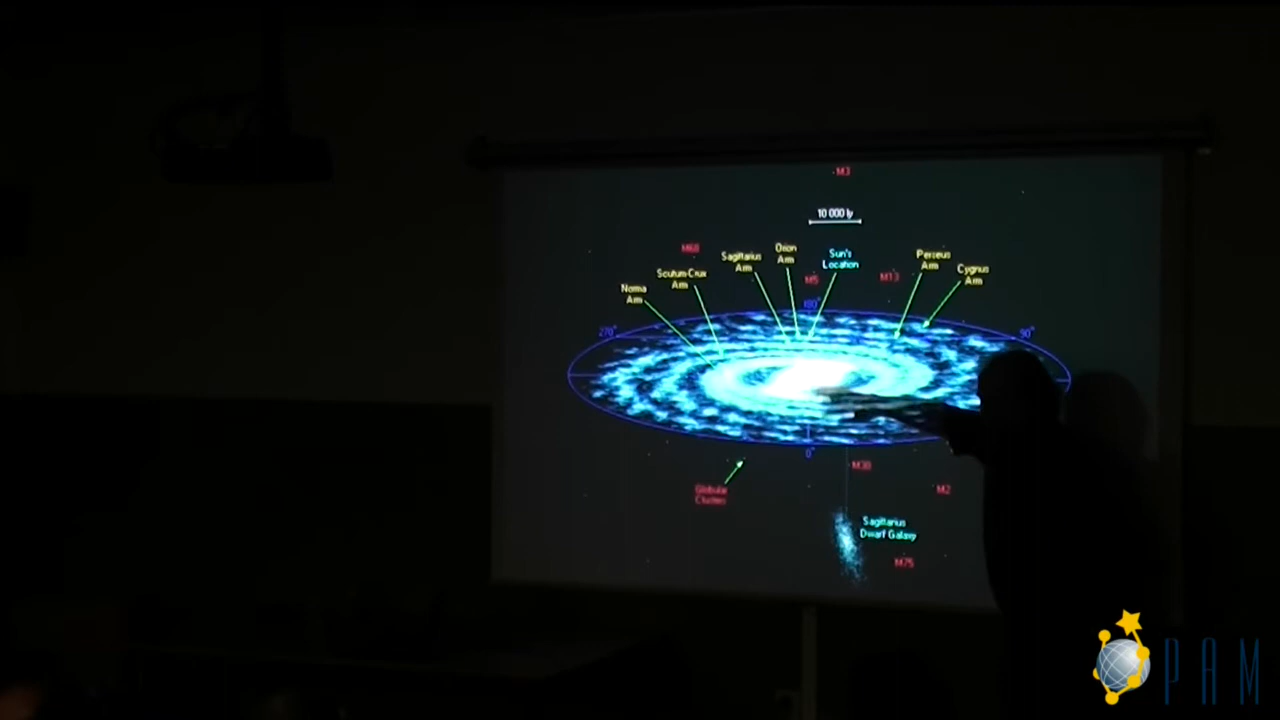 M3
10 000 ly
M68
Sagittarius
Arm
Orion
Arm
Sun's
Location
Perseus
Arm
Cygnus
Arm
Scutum-Crux
Arm
Norma
Arm
M5
M13
180°
270°
90°
0°
M30
Globular
Clusters
M2
Sagittarius
Dwarf Galaxy
M75
PAM